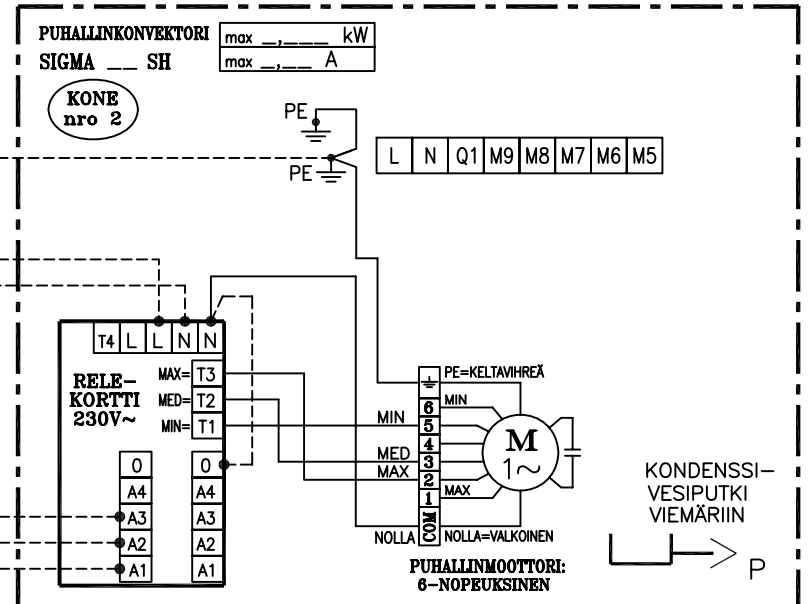 PUHALLINKONVEKTORI
max _,___ kW
SIGMA __ SH
max _,__ A
KONE
nro 2
PE
PE
L N Q1 M9 M8 M7 M6 M5
T4 L L N N
RELE-
KORTTI
230V~
MAX= T3
MED= T2
MIN= T1
0 0
A4 A4
A3 A3
A2 A2
A1 A1
PE=KELTAVIHREÄ
6 MIN
MIN 5
4
MED 3
MAX 2
1 MAX
COM
NOLLA
NOLLA=VALKOINEN
M
1~
PUHALLINMOOTTORI:
6-NOPEUKSINEN
KONDENSSI-
VESIPUTKI
VIEMÄRIIN
P